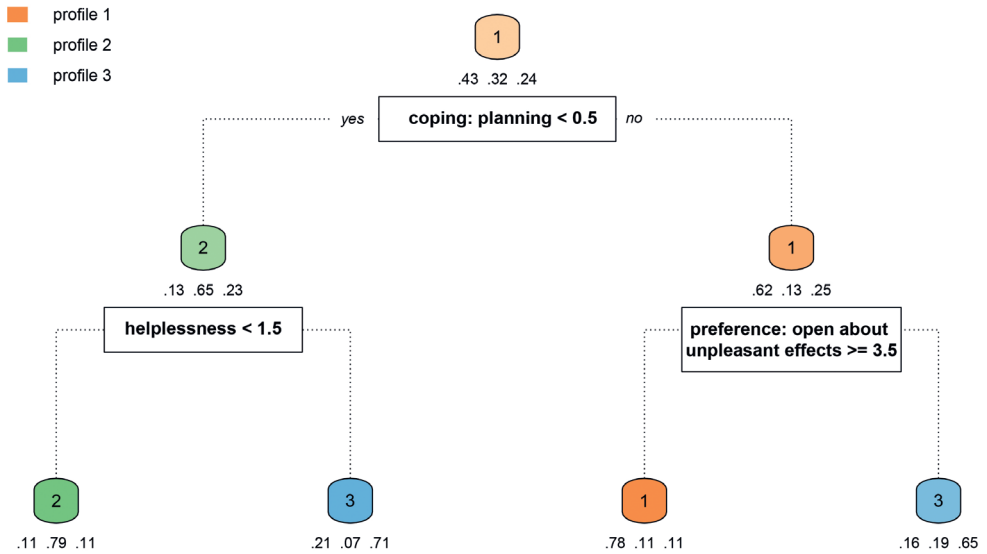 profile 1
profile 2
profile 3
1
.43 .32 .24
yes
coping: planning < 0.5
no
2
.13 .65 .23
helplessness < 1.5
1
.62 .13 .25
preference: open about
unpleasant effects >= 3.5
2
.11 .79 .11
3
.21 .07 .71
1
.78 .11 .11
3
.16 .19 .65